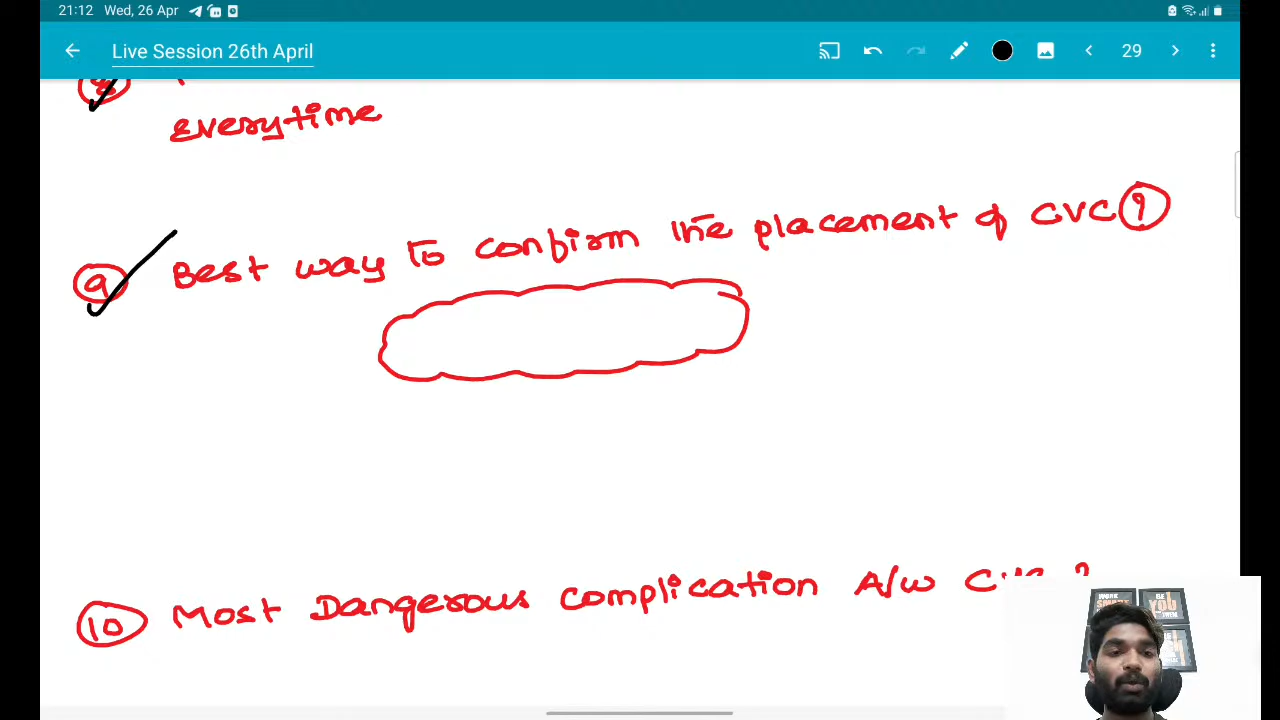 21:12 Wed, 26 Apr
Live Session 26th April
29
everytime
9 Best way to confirm the placement of CVC ?
10 Most Dangerous complication A/w